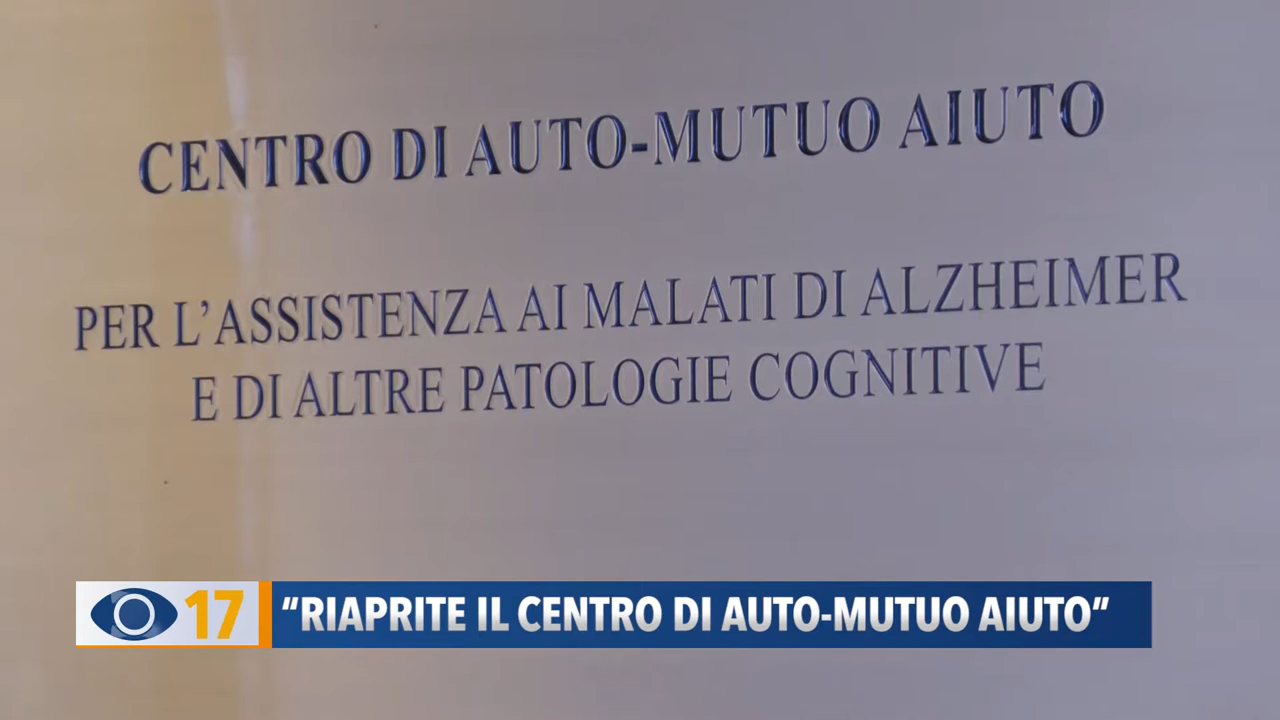 CENTRO DI AUTO-MUTUO AIUTO
PER L’ASSISTENZA AI MALATI DI ALZHEIMER
E DI ALTRE PATOLOGIE COGNITIVE
17
“RIAPRITE IL CENTRO DI AUTO-MUTUO AIUTO“